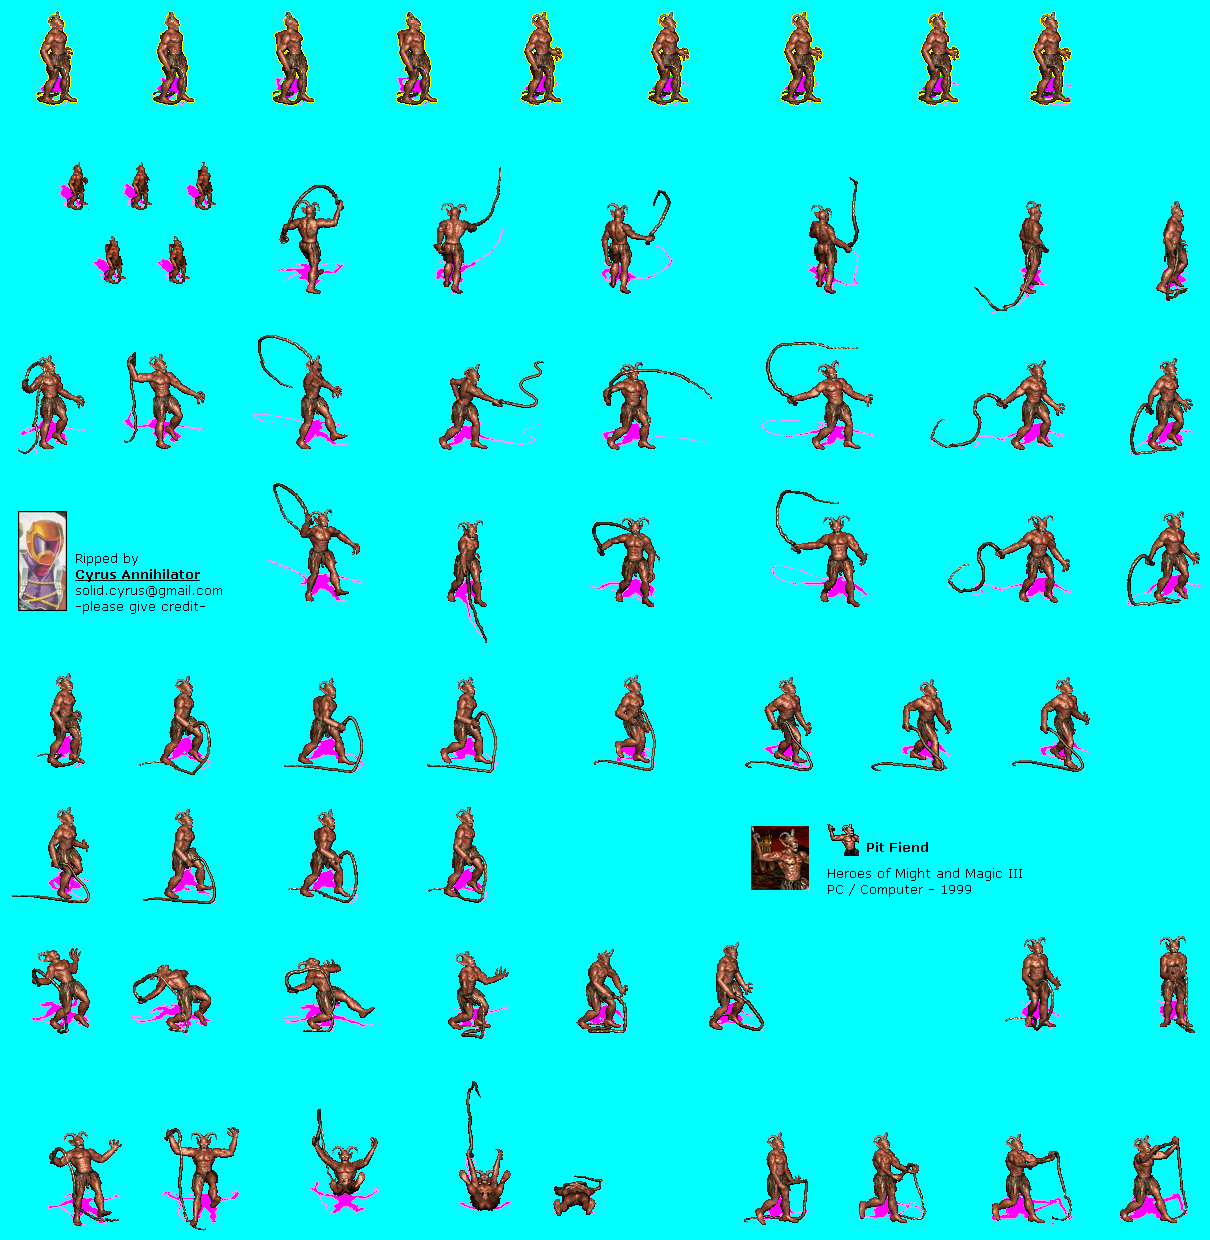 Ripped by
Cyrus Annihilator
solid.cyrus@gmail.com
-please give credit-
Pit Fiend
Heroes of Might and Magic III
PC / Computer - 1999